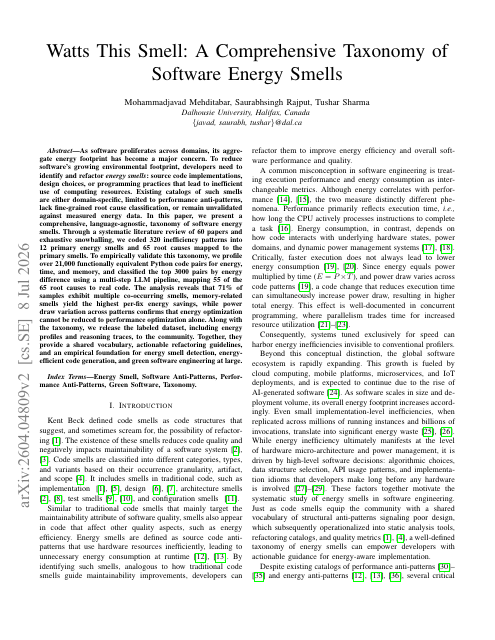 Watts This Smell: A Comprehensive Taxonomy of
Software Energy Smells
Mohammadjavad Mehditabar, Saurabhsingh Rajput, Tushar Sharma
Dalhousie University, Halifax, Canada
{javad, saurabh, tushar}@dal.ca
arXiv:2604.04809v2 [cs.SE] 8 Jul 2026
Abstract—As software proliferates across domains, its aggre-
gate energy footprint has become a major concern. To reduce
software's growing environmental footprint, developers need to
identify and refactor energy smells: source code implementations,
design choices, or programming practices that lead to inefficient
use of computing resources. Existing catalogs of such smells
are either domain-specific, limited to performance anti-patterns,
lack fine-grained root cause classification, or remain unvalidated
against measured energy data. In this paper, we present a
comprehensive, language-agnostic, taxonomy of software energy
smells. Through a systematic literature review of 60 papers and
exhaustive snowballing, we coded 320 inefficiency patterns into
12 primary energy smells and 65 root causes mapped to the
primary smells. To empirically validate this taxonomy, we profile
over 21,000 functionally equivalent Python code pairs for energy,
time, and memory, and classified the top 3000 pairs by energy
difference using a multi-step LLM pipeline, mapping 55 of the
65 root causes to real code. The analysis reveals that 71% of
samples exhibit multiple co-occurring smells, memory-related
smells yield the highest per-fix energy savings, while power
draw variation across patterns confirms that energy optimization
cannot be reduced to performance optimization alone. Along with
the taxonomy, we release the labeled dataset, including energy
profiles and reasoning traces, to the community. Together, they
provide a shared vocabulary, actionable refactoring guidelines,
and an empirical foundation for energy smell detection, energy-
efficient code generation, and green software engineering at large.
Index Terms—Energy Smell, Software Anti-Patterns, Perfor-
mance Anti-Patterns, Green Software, Taxonomy.
I. INTRODUCTION
Kent Beck defined code smells as code structures that
suggest, and sometimes scream for, the possibility of refactor-
ing [1]. The existence of these smells reduces code quality and
negatively impacts maintainability of a software system [2],
[3]. Code smells are classified into different categories, types,
and variants based on their occurrence granularity, artifact,
and scope [4]. It includes smells in traditional code, such as
implementation [1], [5], design [6], [7], architecture smells
[2], [8], test smells [9], [10], and configuration smells [11].
Similar to traditional code smells that mainly target the
maintainability attribute of software quality, smells also appear
in code that affect other quality aspects, such as energy
efficiency. Energy smells are defined as source code anti-
patterns that use hardware resources inefficiently, leading to
unnecessary energy consumption at runtime [12], [13]. By
identifying such smells, analogous to how traditional code
smells guide maintainability improvements, developers can
refactor them to improve energy efficiency and overall soft-
ware performance and quality.
A common misconception in software engineering is treat-
ing execution performance and energy consumption as inter-
changeable metrics. Although energy correlates with perfor-
mance [14], [15], the two measure distinctly different phe-
nomena. Performance primarily reflects execution time, i.e.,
how long the CPU actively processes instructions to complete
a task [16]. Energy consumption, in contrast, depends on
how code interacts with underlying hardware states, power
domains, and dynamic power management systems [17], [18].
Critically, faster execution does not always lead to lower
energy consumption [19], [20]. Since energy equals power
multiplied by time (E = P × T), and power draw varies across
code patterns [19], a code change that reduces execution time
can simultaneously increase power draw, resulting in higher
total energy. This effect is well-documented in concurrent
programming, where parallelism trades time for increased
resource utilization [21]–[23].
Consequently, systems tuned exclusively for speed can
harbor energy inefficiencies invisible to conventional profilers.
Beyond this conceptual distinction, the global software
ecosystem is rapidly expanding. This growth is fueled by
cloud computing, mobile platforms, microservices, and IoT
deployments, and is expected to continue due to the rise of
AI-generated software [24]. As software scales in size and de-
ployment volume, its overall energy footprint increases accord-
ingly. Even small implementation-level inefficiencies, when
replicated across millions of running instances and billions of
invocations, translate into significant energy waste [25], [26].
While energy inefficiency ultimately manifests at the level
of hardware micro-architecture and power management, it is
driven by high-level software decisions: algorithmic choices,
data structure selection, API usage patterns, and implementa-
tion idioms that developers make long before any hardware
is involved [27]–[29]. These factors together motivate the
systematic study of energy smells in software engineering.
Just as code smells equip the community with a shared
vocabulary of structural anti-patterns signaling poor design,
which subsequently operationalized into static analysis tools,
refactoring catalogs, and quality metrics [1], [4], a well-defined
taxonomy of energy smells can empower developers with
actionable guidance for energy-aware implementation.
Despite existing catalogs of performance anti-patterns [30]–
[35] and energy anti-patterns [12], [13], [36], several critical